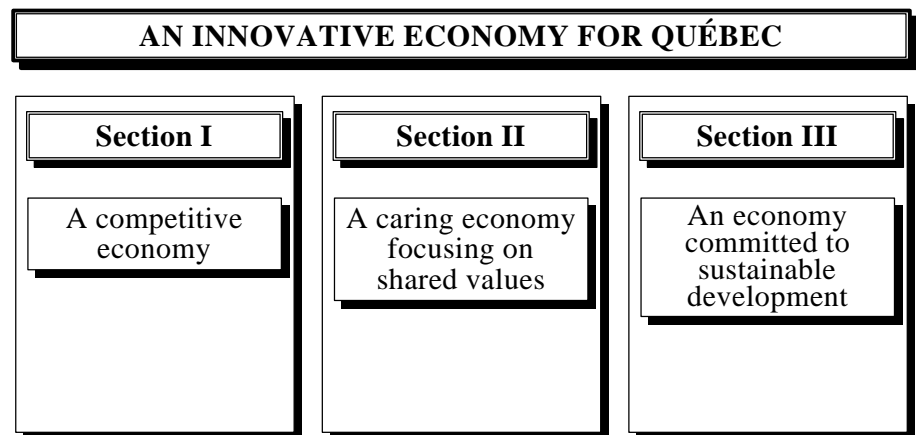 AN INNOVATIVE ECONOMY FOR QUÉBEC
Section I
A competitive
economy
Section II
A caring economy
focusing on
shared values
Section III
An economy
committed to
sustainable
development